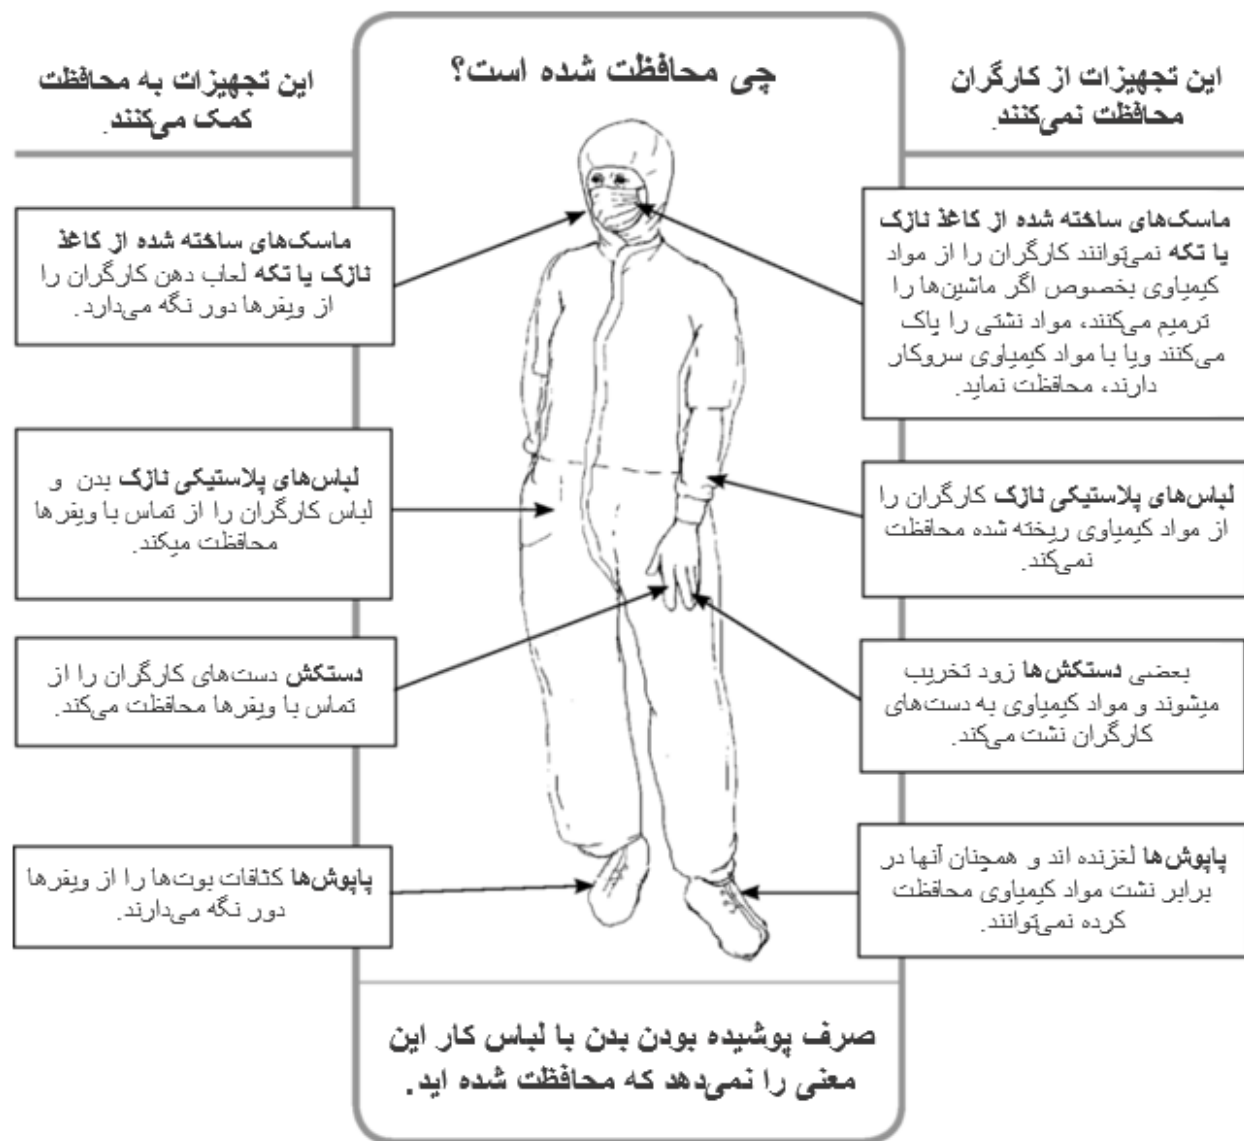 چی محافظت شده است؟
این تجهیزات از کارگران
محافظت نمی‌کنند.
ماسک‌های ساخته شده از کاغذ نازک
یا تکه نمی‌توانند کارگران را از مواد
کیمیاوی بخصوص اگر ماشین‌ها را
ترمیم می‌کنند، مواد نشتی را پاک
می‌کنند ویا با مواد کیمیاوی سروکار
دارند، محافظت نماید.
لباس‌های پلاستیکی نازک کارگران را
از مواد کیمیاوی ریخته شده محافظت
نمی‌کند.
بعضی دستکش‌ها زود تخریب
میشوند و مواد کیمیاوی به دست‌های
کارگران نشت می‌کند.
پاپوش‌ها لغزنده اند و همچنان آنها در
برابر نشت مواد کیمیاوی محافظت
کرده نمی‌توانند.
این تجهیزات به محافظت
کمک می‌کنند.
ماسک‌های ساخته شده از کاغذ
نازک یا تکه لعاب دهن کارگران را
از ویفرها دور نگه می‌دارد.
لباس‌های پلاستیکی نازک بدن و
لباس کارگران را از تماس با ویفرها
محافظت میکند.
دستکش دست‌های کارگران را از
تماس با ویفرها محافظت می‌کند.
پاپوش‌ها کثافات بوت‌ها را از ویفرها
دور نگه می‌دارند.
صرف پوشیده بودن بدن با لباس کار این
معنی را نمی‌دهد که محافظت شده اید.